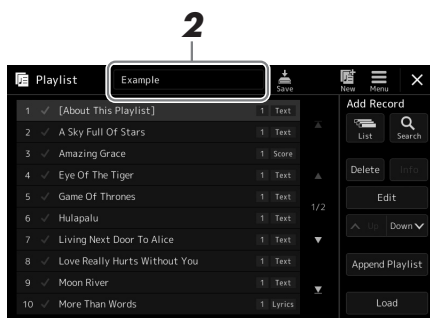 2
Playlist Example Save New Menu
1 [About This Playlist] 1 Text
2 A Sky Full Of Stars 1 Text
3 Amazing Grace 1 Score
4 Eye Of The Tiger 1 Text
5 Game Of Thrones 1 Text
6 Hulapalu 1 Text
7 Living Next Door To Alice 1 Text
8 Love Really Hurts Without You 1 Text
9 Moon River 1 Text
10 More Than Words 1 Lyrics
1/2
Add Record
List Search
Delete Info
Edit
Up Down
Append Playlist
Load